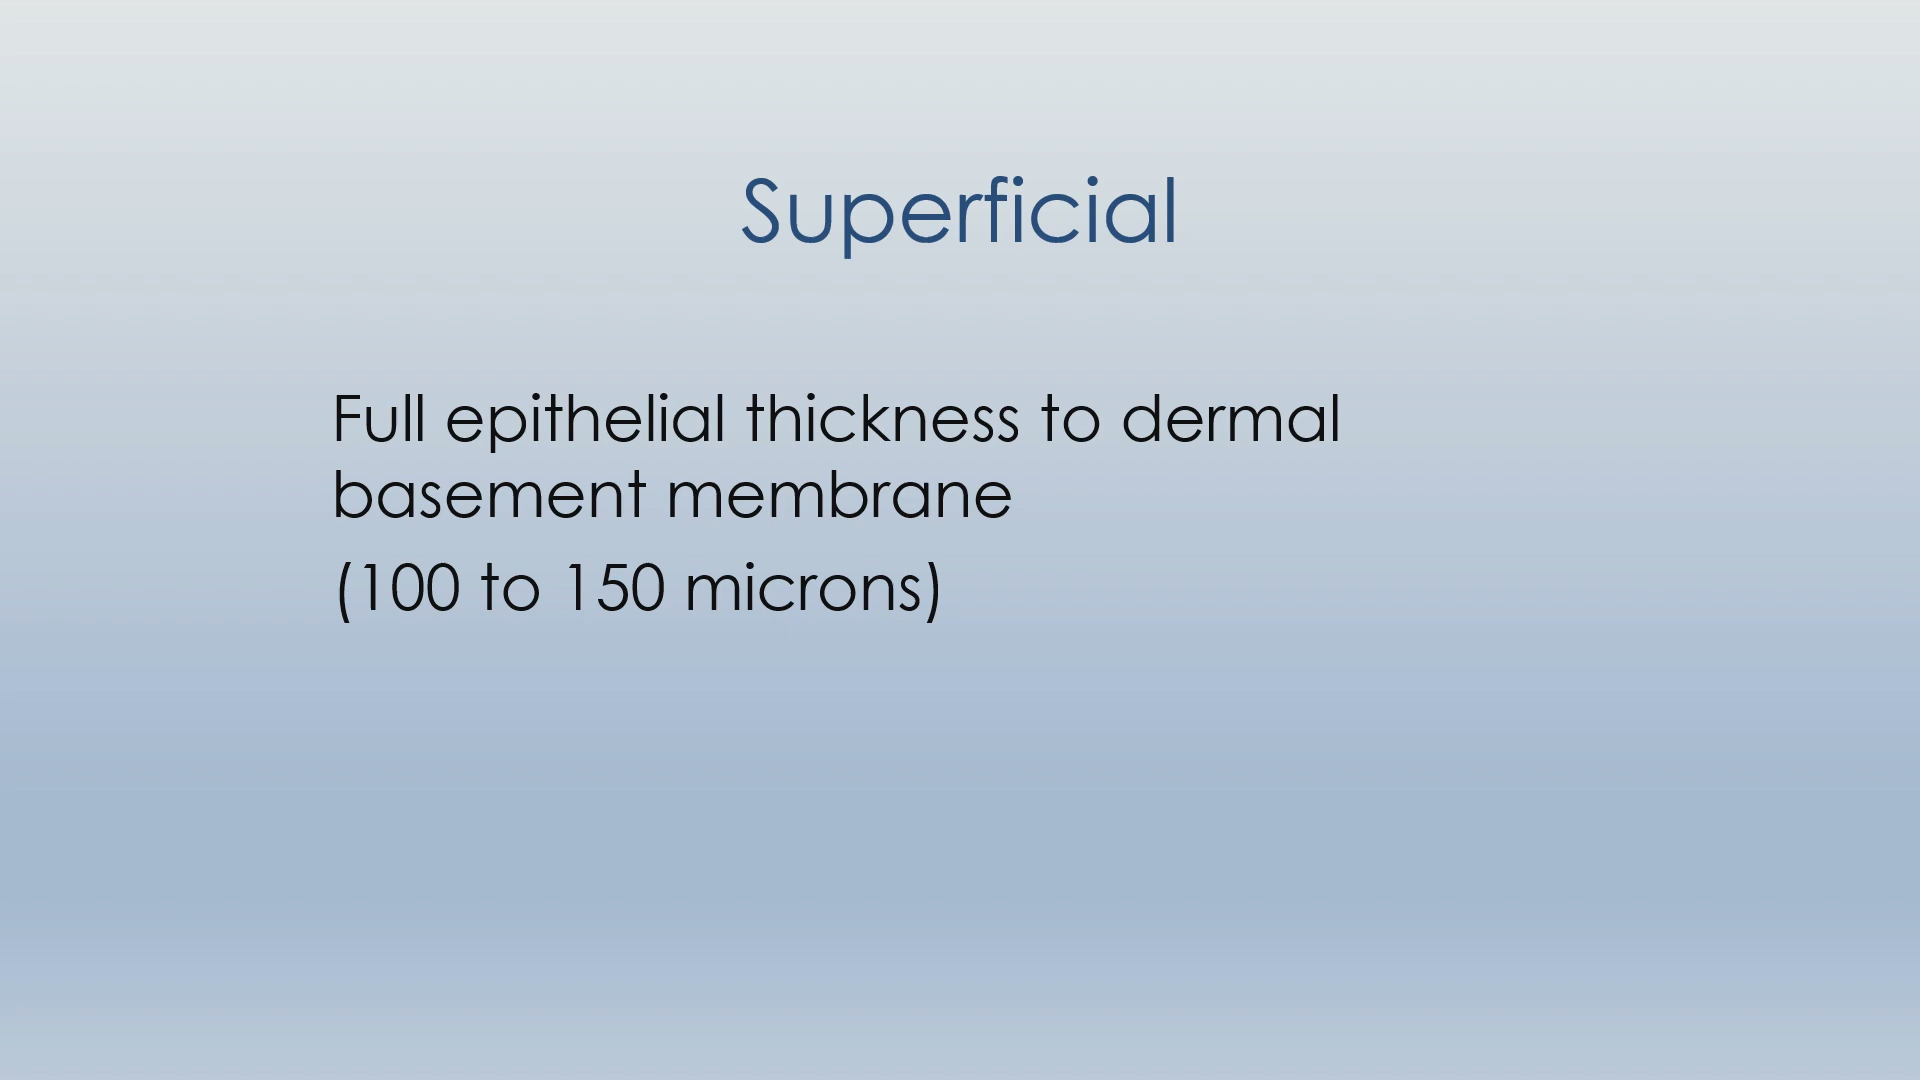 Superficial
Full epithelial thickness to dermal
basement membrane
(100 to 150 microns)